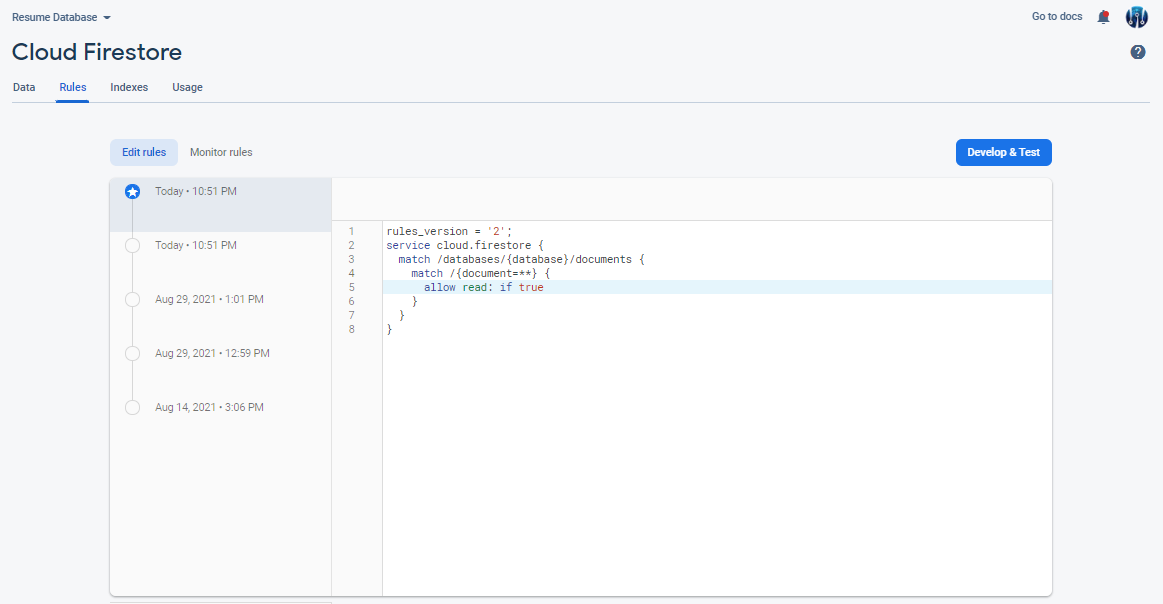 Resume Database
Go to docs
Cloud Firestore
Data Rules Indexes Usage
Edit rules Monitor rules
Develop & Test
Today • 10:51 PM
Today • 10:51 PM
Aug 29, 2021 • 1:01 PM
Aug 29, 2021 • 12:59 PM
Aug 14, 2021 • 3:06 PM
1 rules_version = '2';
2 service cloud.firestore {
3 match /databases/{database}/documents {
4 match /{document=**} {
5 allow read: if true
6 }
7 }
8 }